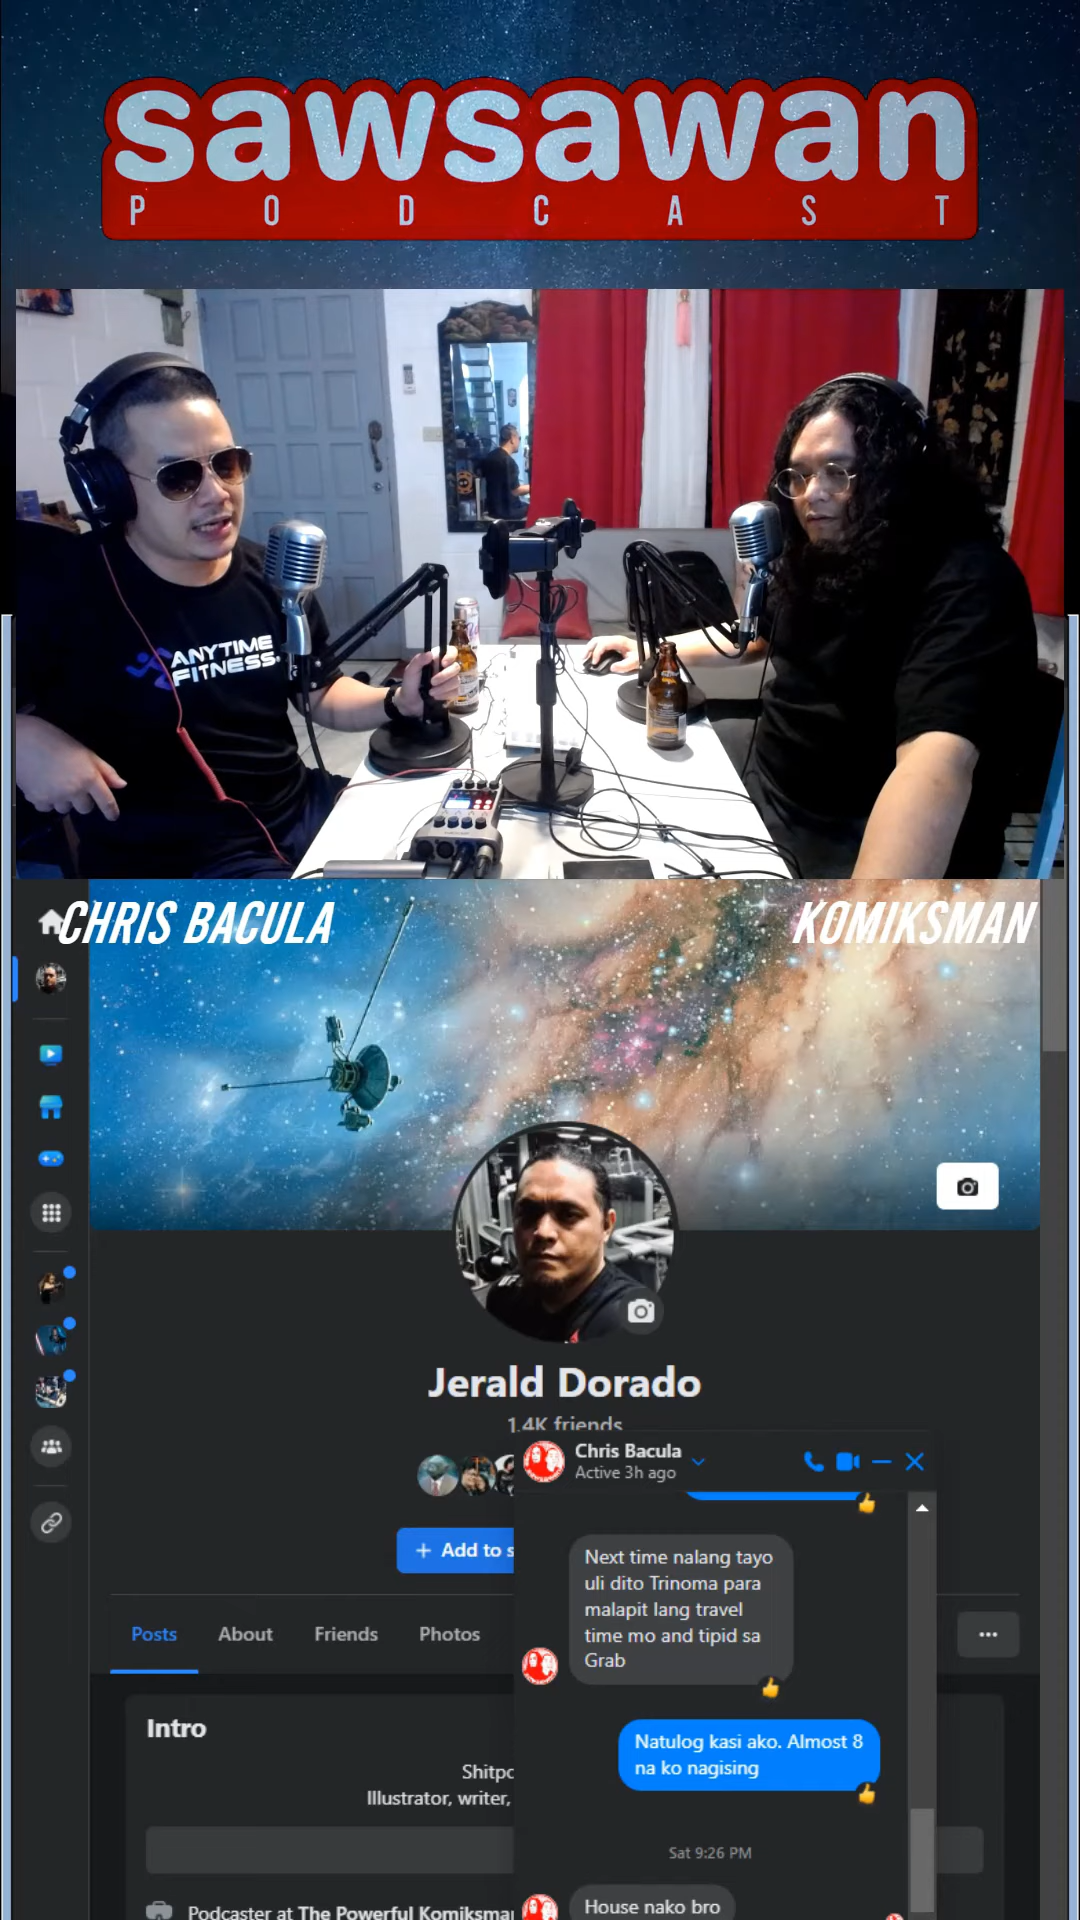 sawsawan
PODCAST
ANYTIME
FITNESS
CHRIS BACULA
KOMIKSMAN
Jerald Dorado
1.4K friends
Chris Bacula
Active 3h ago
Add to s
Next time nalang tayo
uli dito Trinoma para
malapit lang travel
time mo and tipid sa
Grab
Posts
About
Friends
Photos
Natulog kasi ako. Almost 8
na ko nagising
Intro
Shitpo
Illustrator, writer,
Sat 9:26 PM
House nako bro
Podcaster at The Powerful Komiksman